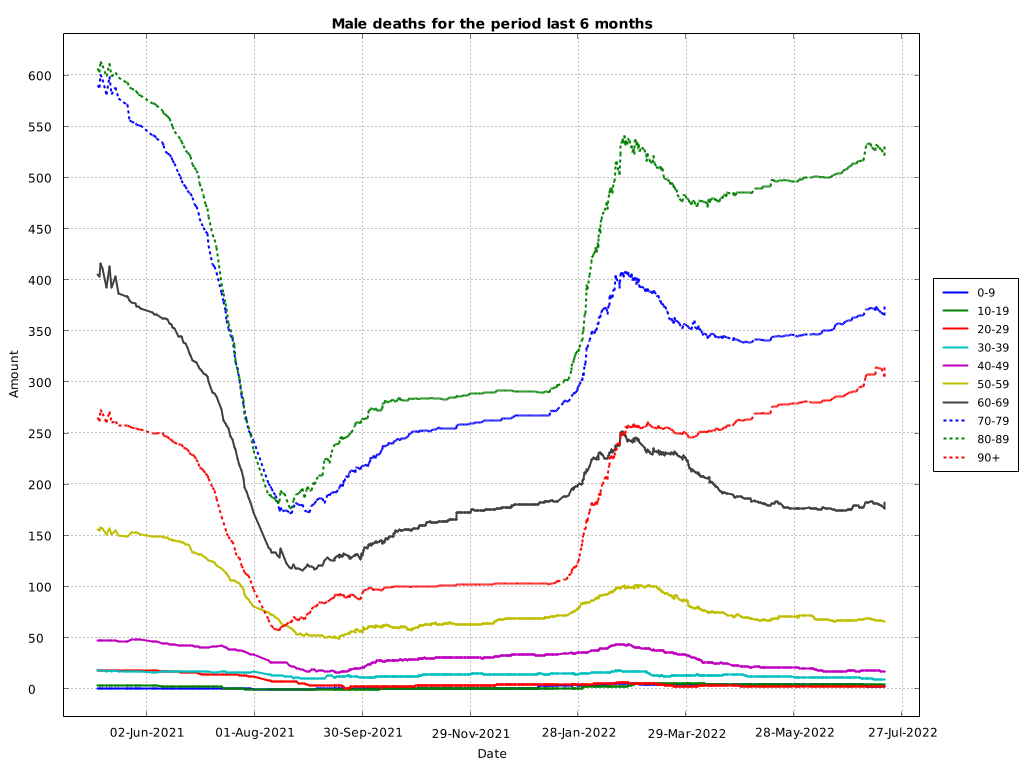 Male deaths for the period last 6 months
600
550
500
450
400
350
300
250
200
150
100
50
0
Amount
02-Jun-2021
01-Aug-2021
30-Sep-2021
29-Nov-2021
28-Jan-2022
29-Mar-2022
28-May-2022
27-Jul-2022
Date
0-9
10-19
20-29
30-39
40-49
50-59
60-69
70-79
80-89
90+